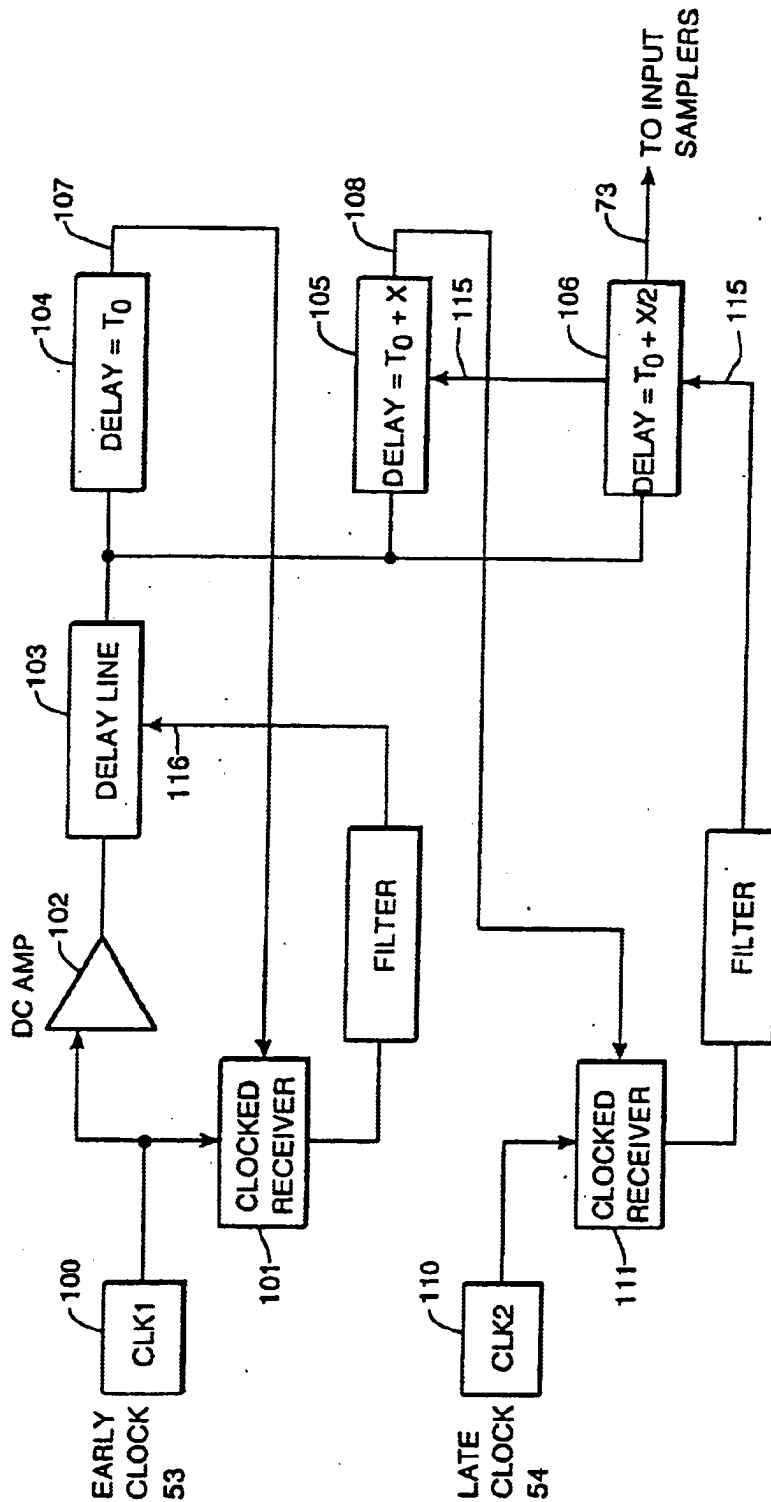 EARLY
CLOCK
53
100
CLK1
DC AMP
102
CLOCKED
RECEIVER
101
103
DELAY LINE
116
FILTER
104
DELAY = T0
107
LATE
CLOCK
54
110
CLK2
CLOCKED
RECEIVER
111
FILTER
105
DELAY = T0 + X
108
115
106
DELAY = T0 + X/2
115
73
TO INPUT
SAMPLERS